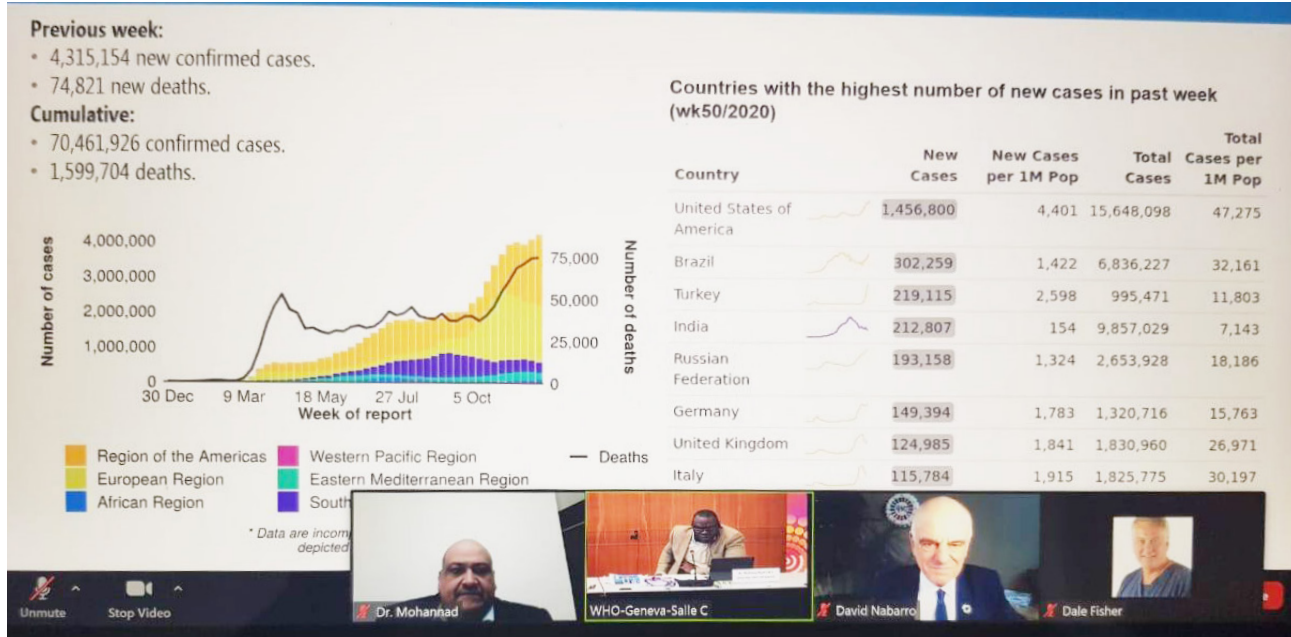 Previous week:
• 4,315,154 new confirmed cases.
• 74,821 new deaths.
Cumulative:
• 70,461,926 confirmed cases.
• 1,599,704 deaths.
Number of cases
4,000,000
3,000,000
2,000,000
1,000,000
0
75,000
50,000
25,000
0
Number of deaths
30 Dec 9 Mar 18 May 27 Jul 5 Oct
Week of report
Region of the Americas Western Pacific Region Deaths
European Region Eastern Mediterranean Region
African Region South
* Data are incom
depicted
Countries with the highest number of new cases in past week
(wk50/2020)
Country New Cases New Cases per 1M Pop Total Cases Total Cases per 1M Pop
United States of America 1,456,800 4,401 15,648,098 47,275
Brazil 302,259 1,422 6,836,227 32,161
Turkey 219,115 2,598 995,471 11,803
India 212,807 154 9,857,029 7,143
Russian Federation 193,158 1,324 2,653,928 18,186
Germany 149,394 1,783 1,320,716 15,763
United Kingdom 124,985 1,841 1,830,960 26,971
Italy 115,784 1,915 1,825,775 30,197
Unmute Stop Video
Dr. Mohannad
WHO-Geneva-Salle C
David Nabarro
Dale Fisher